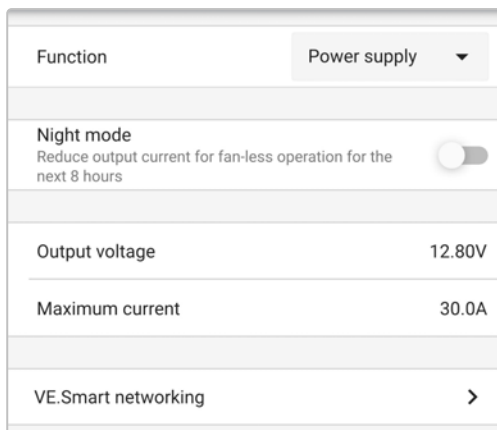 Function Power supply
Night mode
Reduce output current for fan-less operation for the
next 8 hours
Output voltage 12.80V
Maximum current 30.0A
VE.Smart networking